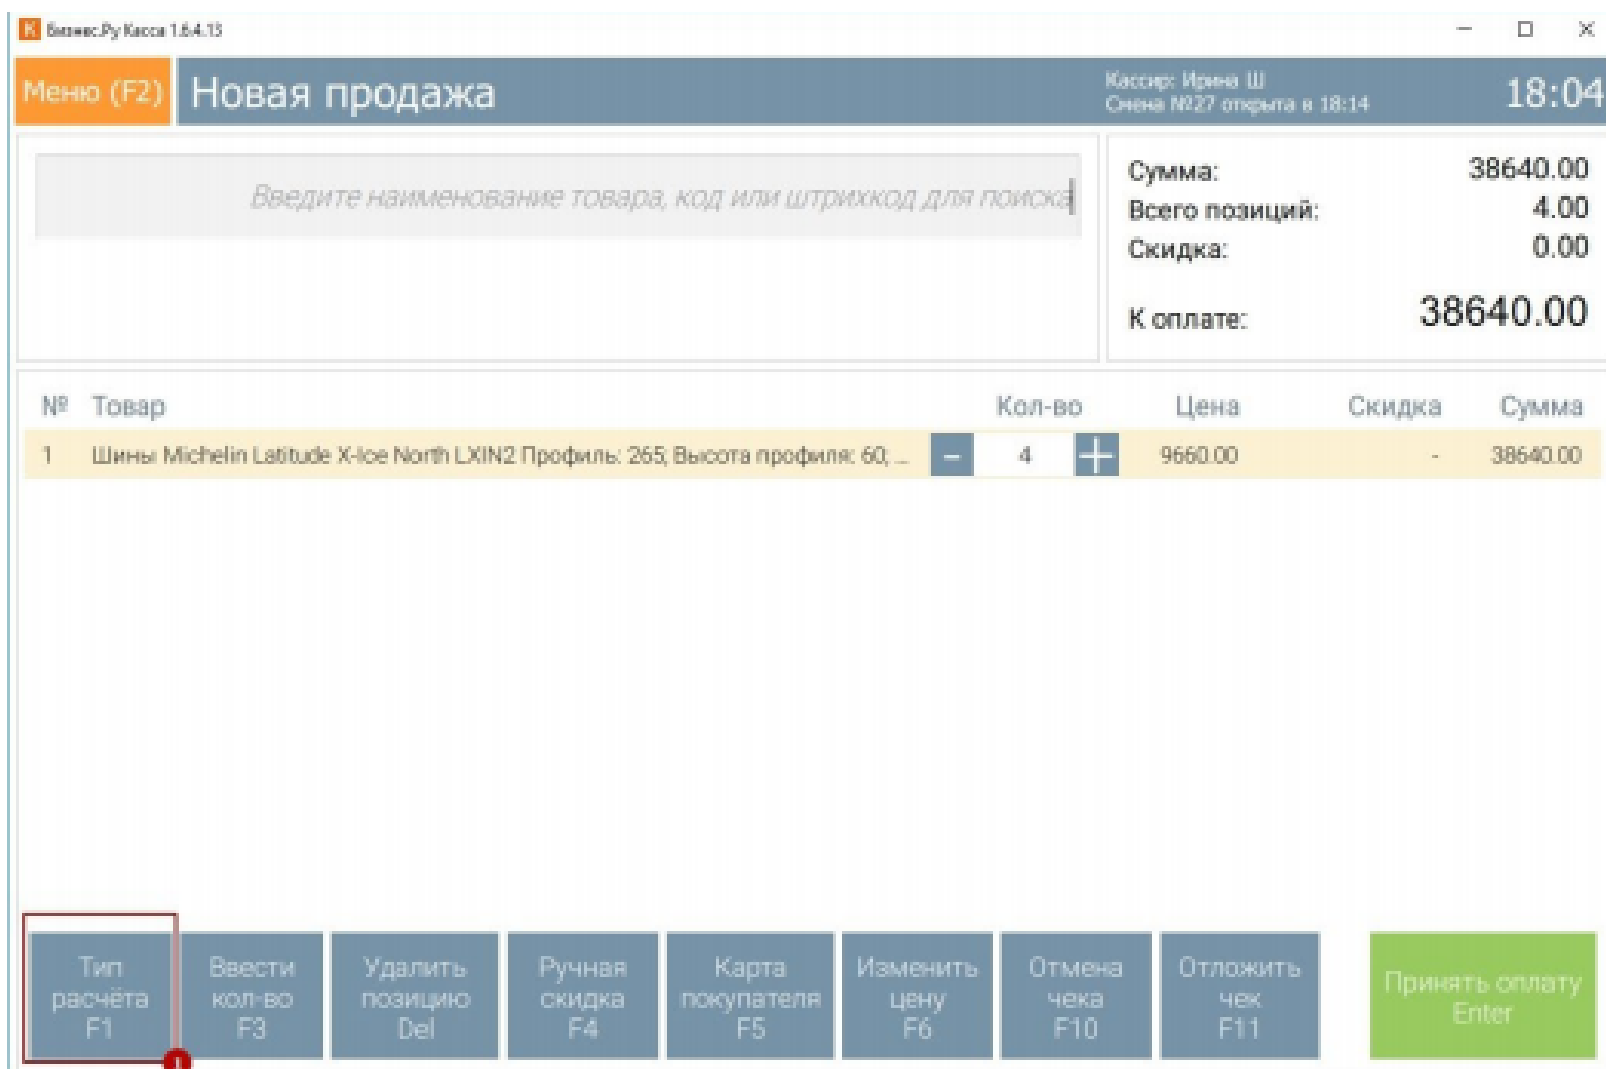 К Бизнес.Ру Касса 1.6.4.13
Меню (F2) Новая продажа
Кассир: Ирина Ш
Смена №27 открыта в 18:14
18:04
Введите наименование товара, код или штрихкод для поиска
Сумма: 38640.00
Всего позиций: 4.00
Скидка: 0.00
К оплате: 38640.00
№ Товар Кол-во Цена Скидка Сумма
1 Шины Michelin Latitude X-Ice North LXIN2 Профиль: 265; Высота профиля: 60; ... - 4 + 9660.00 - 38640.00
Тип
расчёта
F1
Ввести
кол-во
F3
Удалить
позицию
Del
Ручная
скидка
F4
Карта
покупателя
F5
Изменить
цену
F6
Отмена
чека
F10
Отложить
чек
F11
Принять оплату
Enter